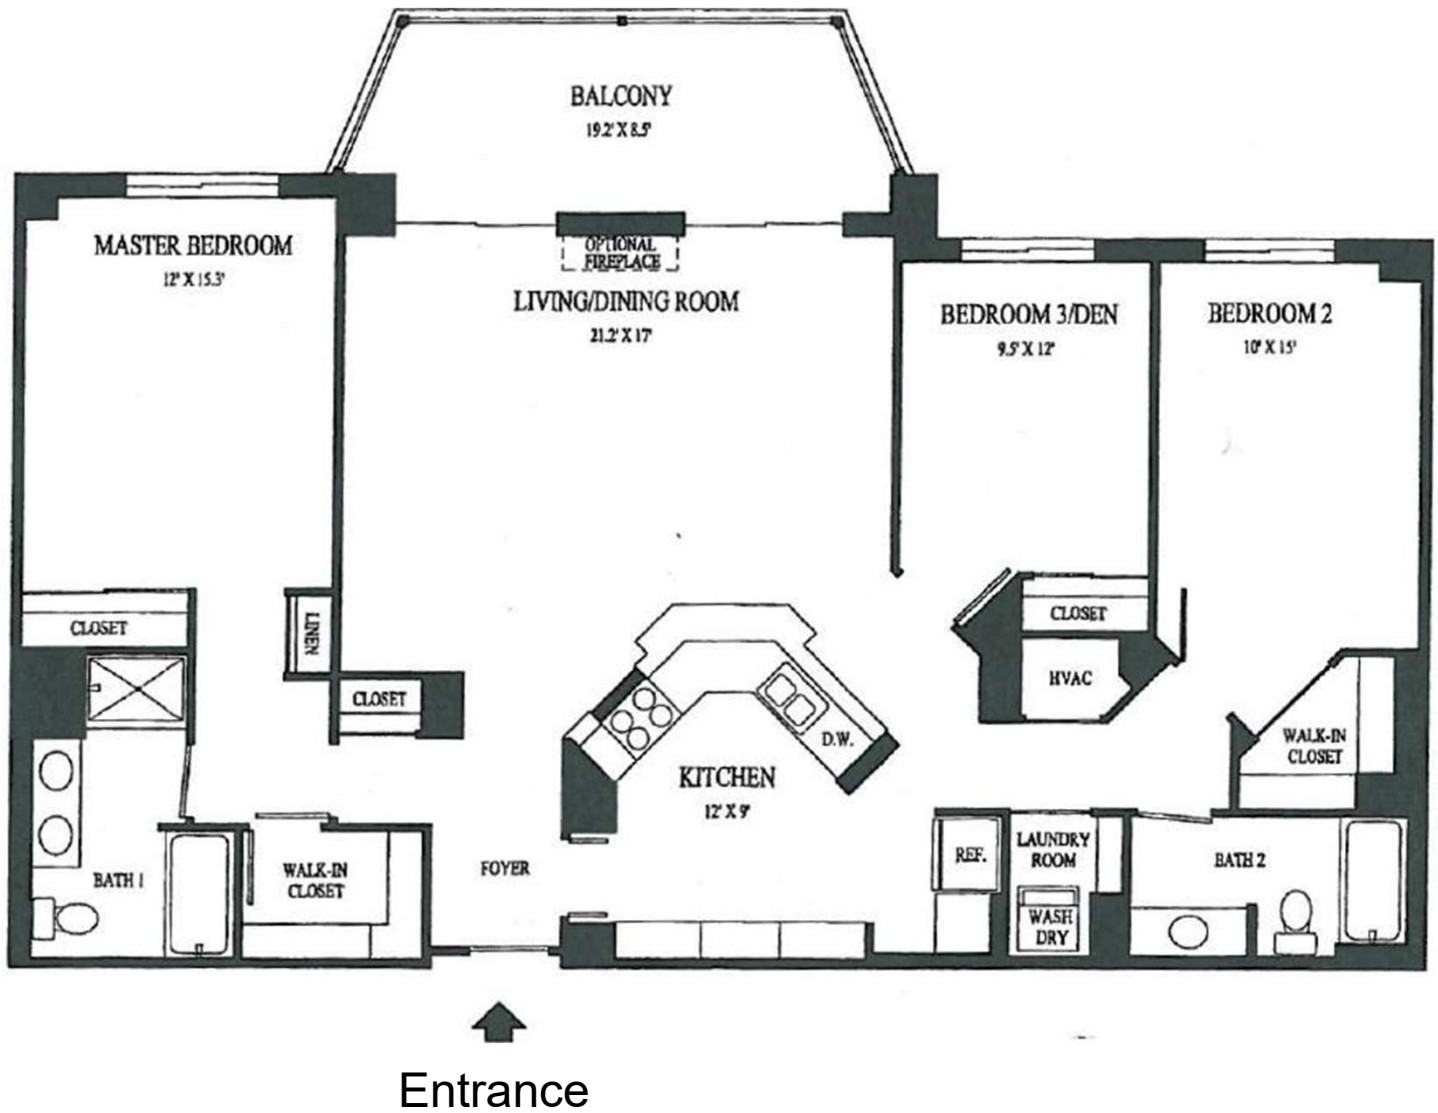 BALCONY
19.2' X 8.5'
MASTER BEDROOM
12' X 15.3'
OPTIONAL
FIREPLACE
LIVING/DINING ROOM
21.2' X 17'
BEDROOM 3/DEN
9.5' X 12'
BEDROOM 2
10' X 15'
CLOSET
LINEN
CLOSET
CLOSET
HVAC
WALK-IN
CLOSET
D.W.
KITCHEN
12' X 9'
BATH 1
WALK-IN
CLOSET
FOYER
REF.
LAUNDRY
ROOM
WASH
DRY
BATH 2
Entrance